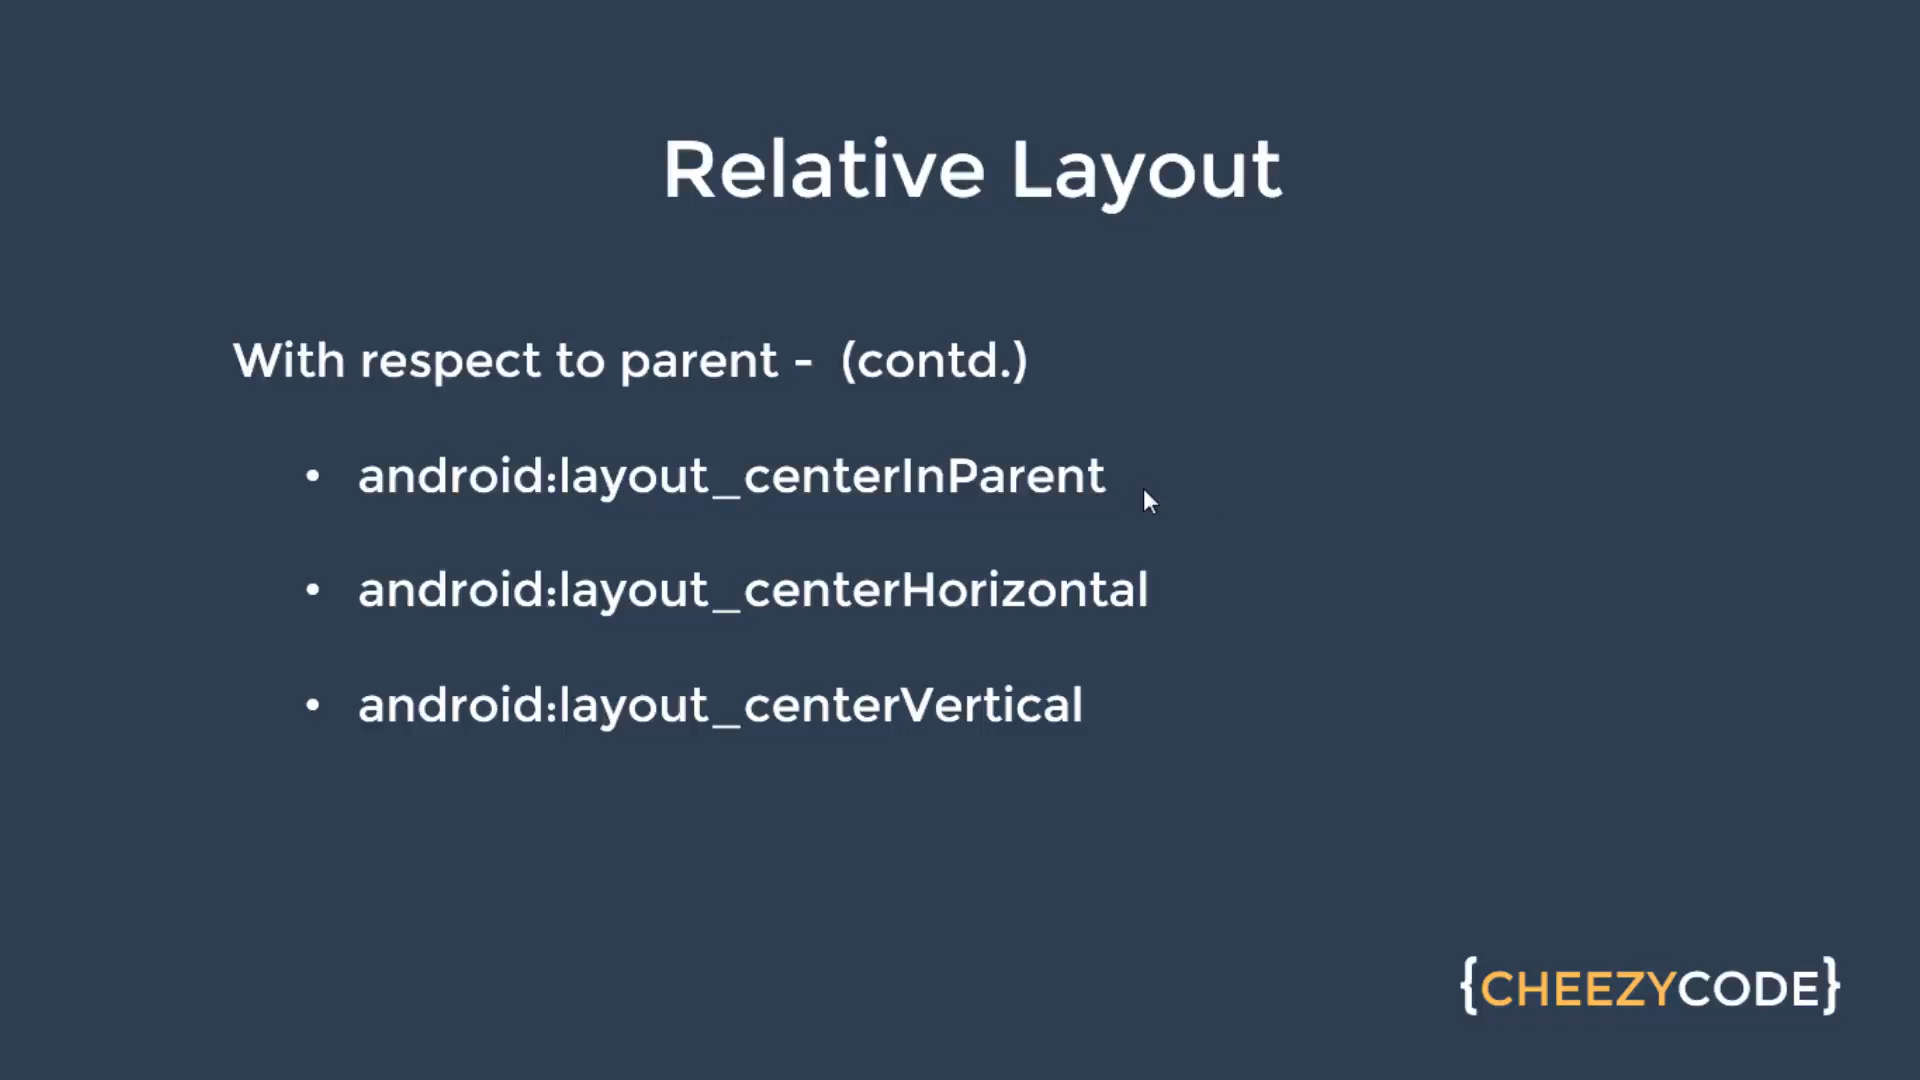 Relative Layout
With respect to parent - (contd.)
• android:layout_centerInParent
• android:layout_centerHorizontal
• android:layout_centerVertical
{CHEEZYCODE}